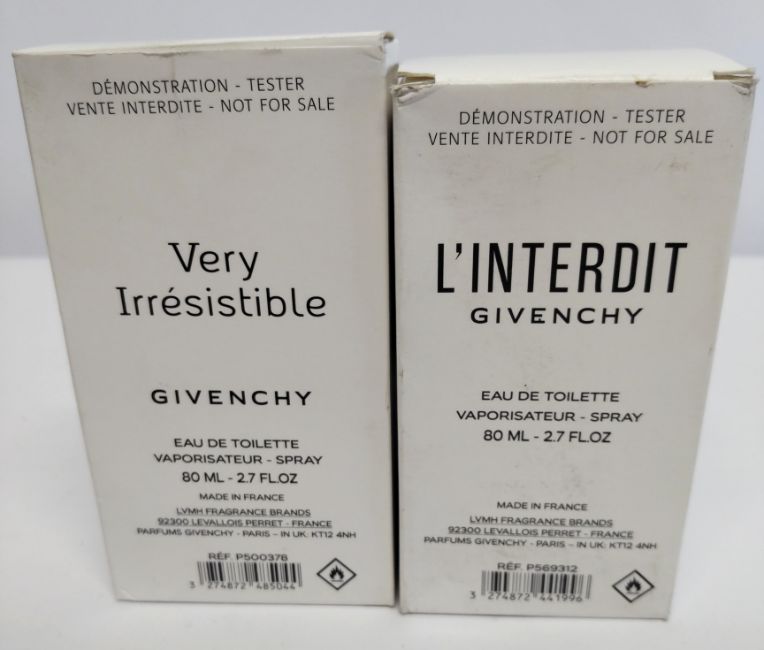 DÉMONSTRATION - TESTER
VENTE INTERDITE - NOT FOR SALE
Very
Irrésistible
GIVENCHY
EAU DE TOILETTE
VAPORISATEUR - SPRAY
80 ML - 2.7 FL.OZ
MADE IN FRANCE
LVMH FRAGRANCE BRANDS
92300 LEVALLOIS PERRET - FRANCE
PARFUMS GIVENCHY - PARIS - IN UK: KT12 4NH
RÉF. P500378
3 274872 485044
DÉMONSTRATION - TESTER
VENTE INTERDITE - NOT FOR SALE
L'INTERDIT
GIVENCHY
EAU DE TOILETTE
VAPORISATEUR - SPRAY
80 ML - 2.7 FL.OZ
MADE IN FRANCE
LVMH FRAGRANCE BRANDS
92300 LEVALLOIS PERRET - FRANCE
PARFUMS GIVENCHY - PARIS - IN UK: KT12 4NH
RÉF. P569312
3 274872 441996